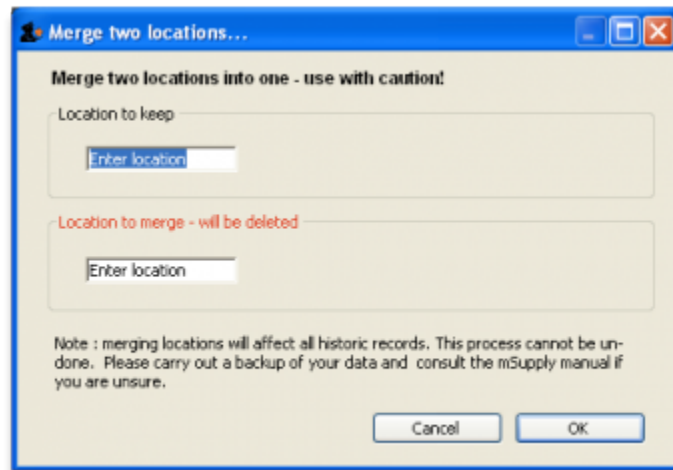 Merge two locations...
Merge two locations into one - use with caution!
Location to keep
Enter location
Location to merge - will be deleted
Enter location
Note : merging locations will affect all historic records. This process cannot be un-
done. Please carry out a backup of your data and consult the mSupply manual if
you are unsure.
Cancel OK